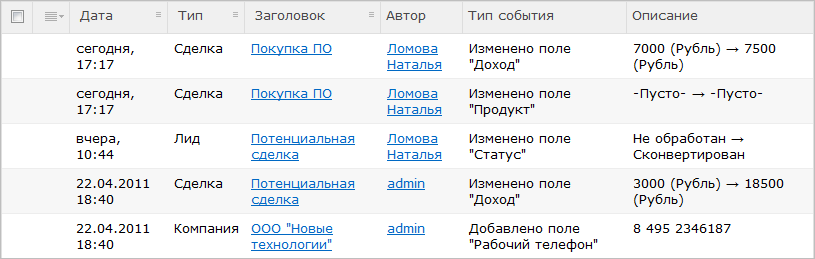 Дата Тип Заголовок Автор Тип события Описание
сегодня, Сделка Покупка ПО Ломова Изменено поле 7000 (Рубль) → 7500
17:17 Наталья "Доход" (Рубль)
сегодня, Сделка Покупка ПО Ломова Изменено поле -Пусто- → -Пусто-
17:17 Наталья "Продукт"
вчера, Лид Потенциальная Ломова Изменено поле Не обработан →
10:44 сделка Наталья "Статус" Сконвертирован
22.04.2011 Сделка Потенциальная admin Изменено поле 3000 (Рубль) → 18500
18:40 сделка "Доход" (Рубль)
22.04.2011 Компания ООО "Новые admin Добавлено поле 8 495 2346187
18:40 технологии" "Рабочий телефон"